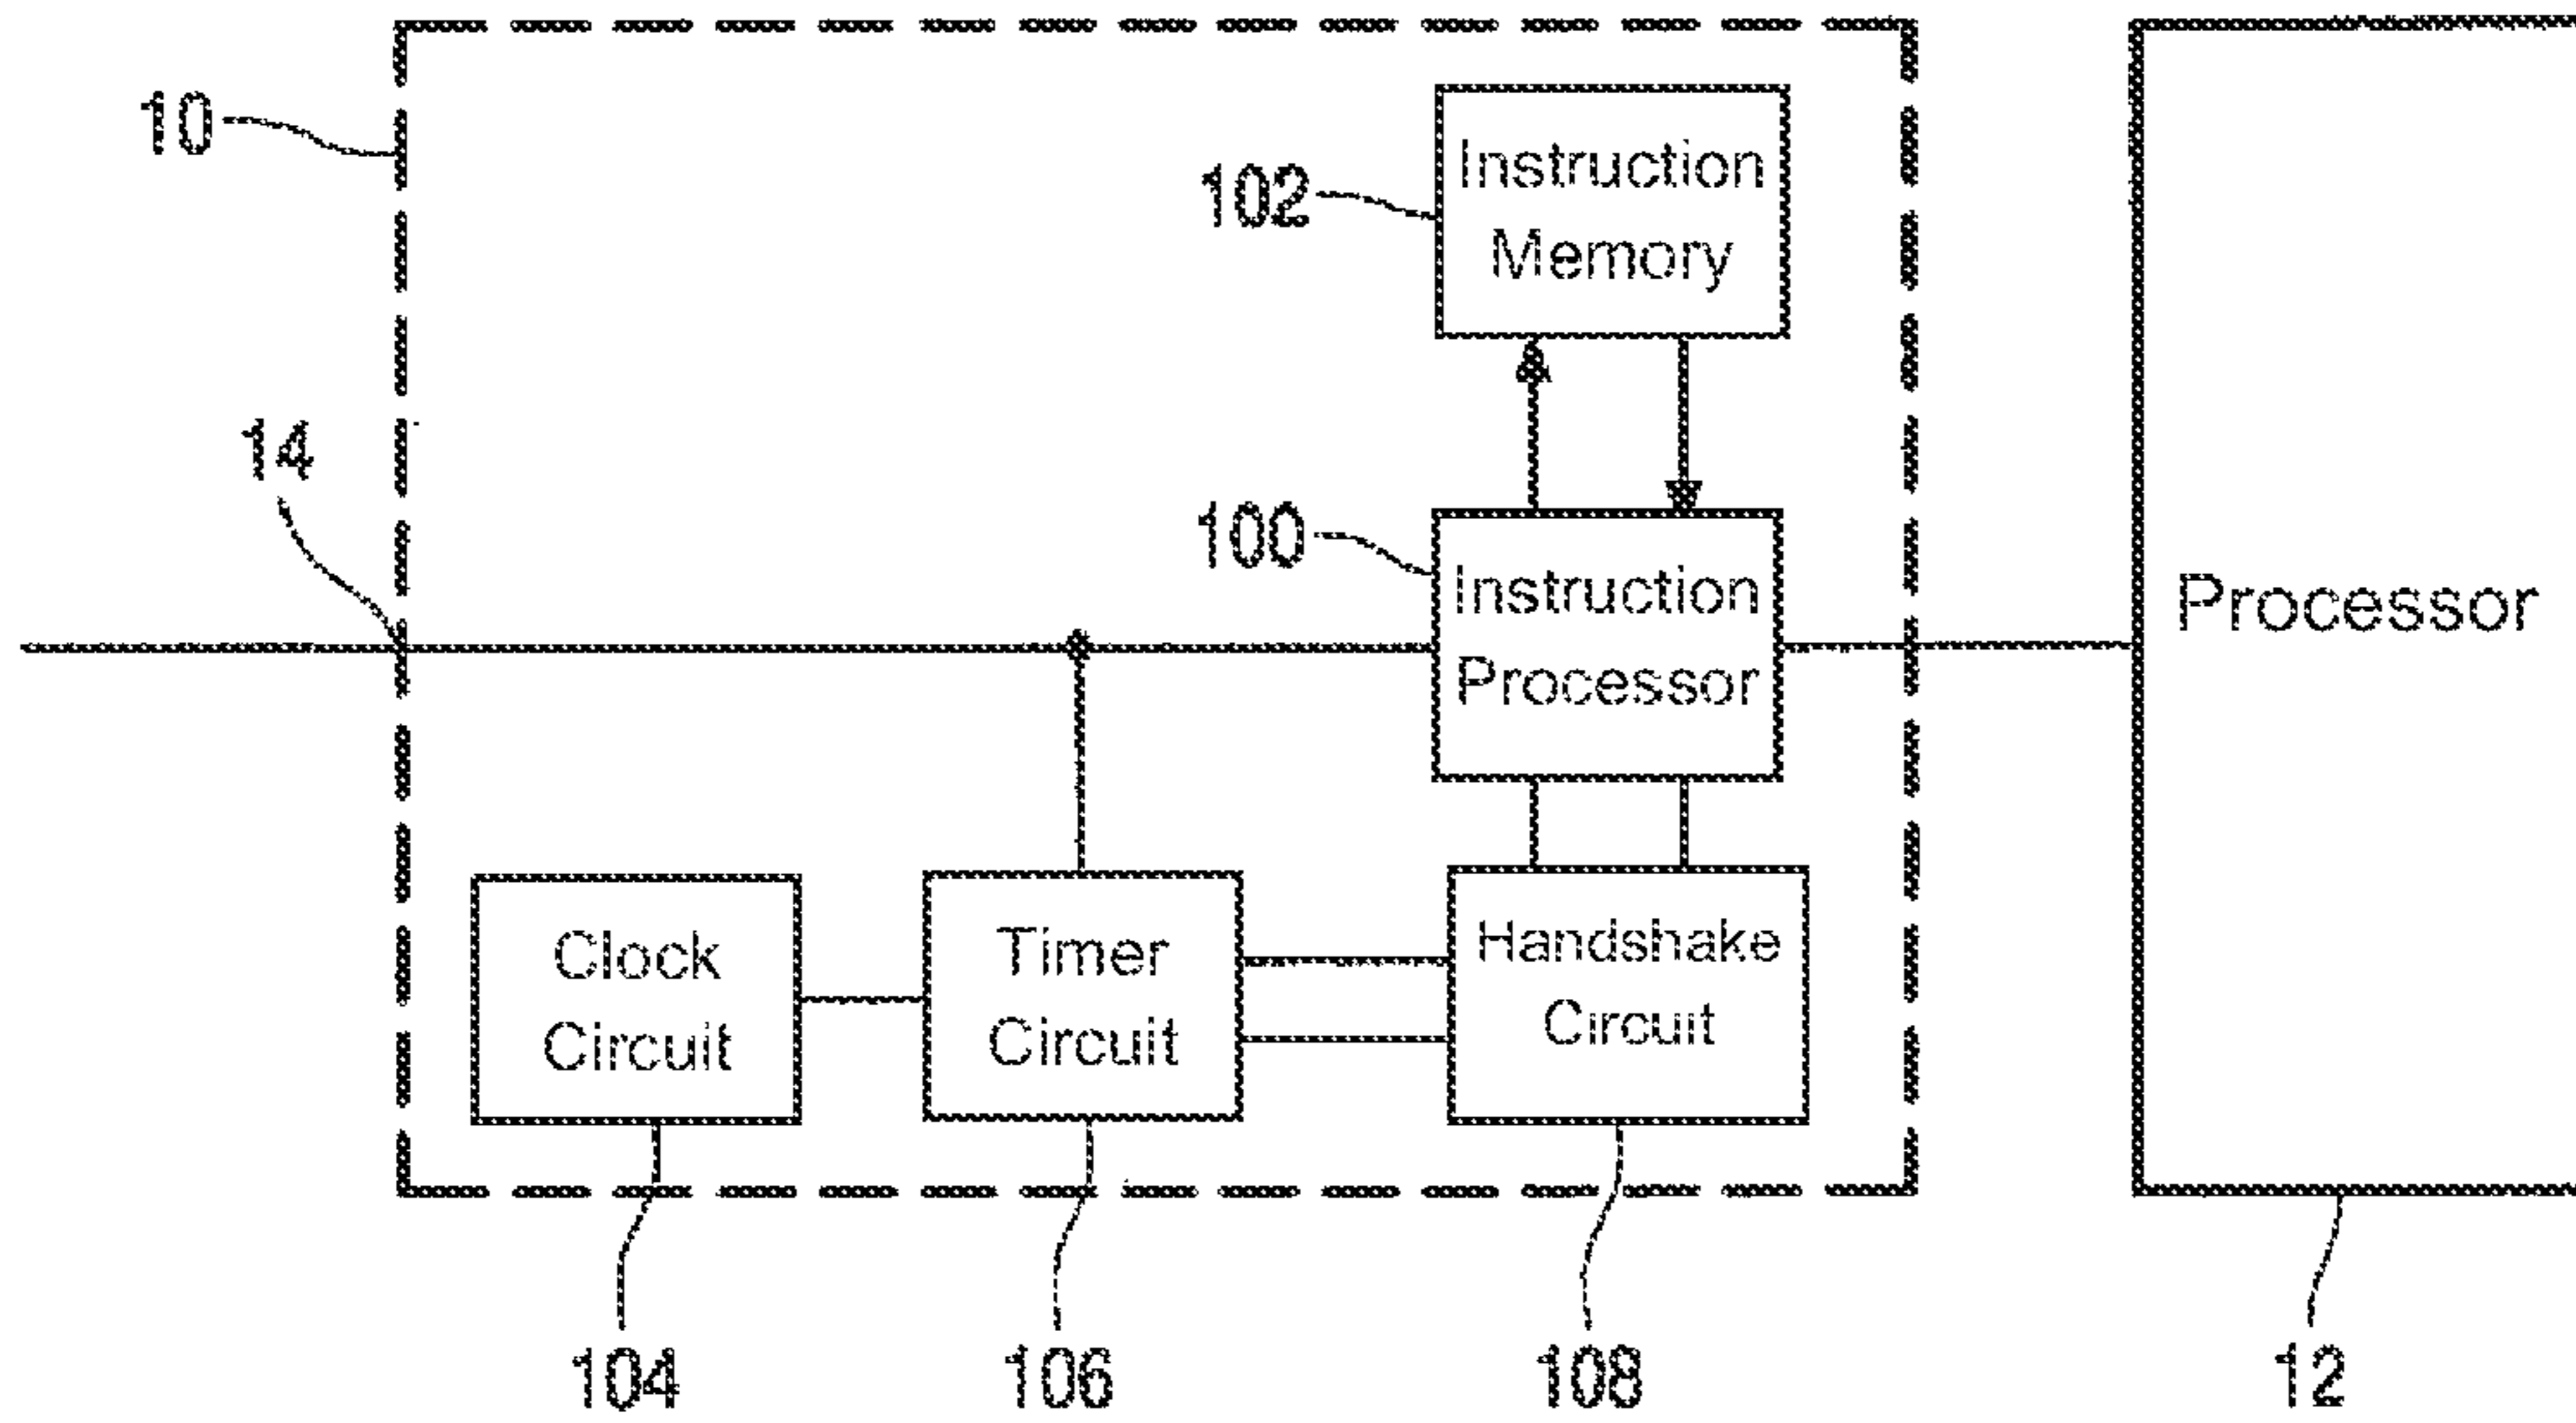 10
102
Instruction
Memory
14
100
Instruction
Processor
Processor
Clock
Circuit
Timer
Circuit
Handshake
Circuit
104
106
108
12